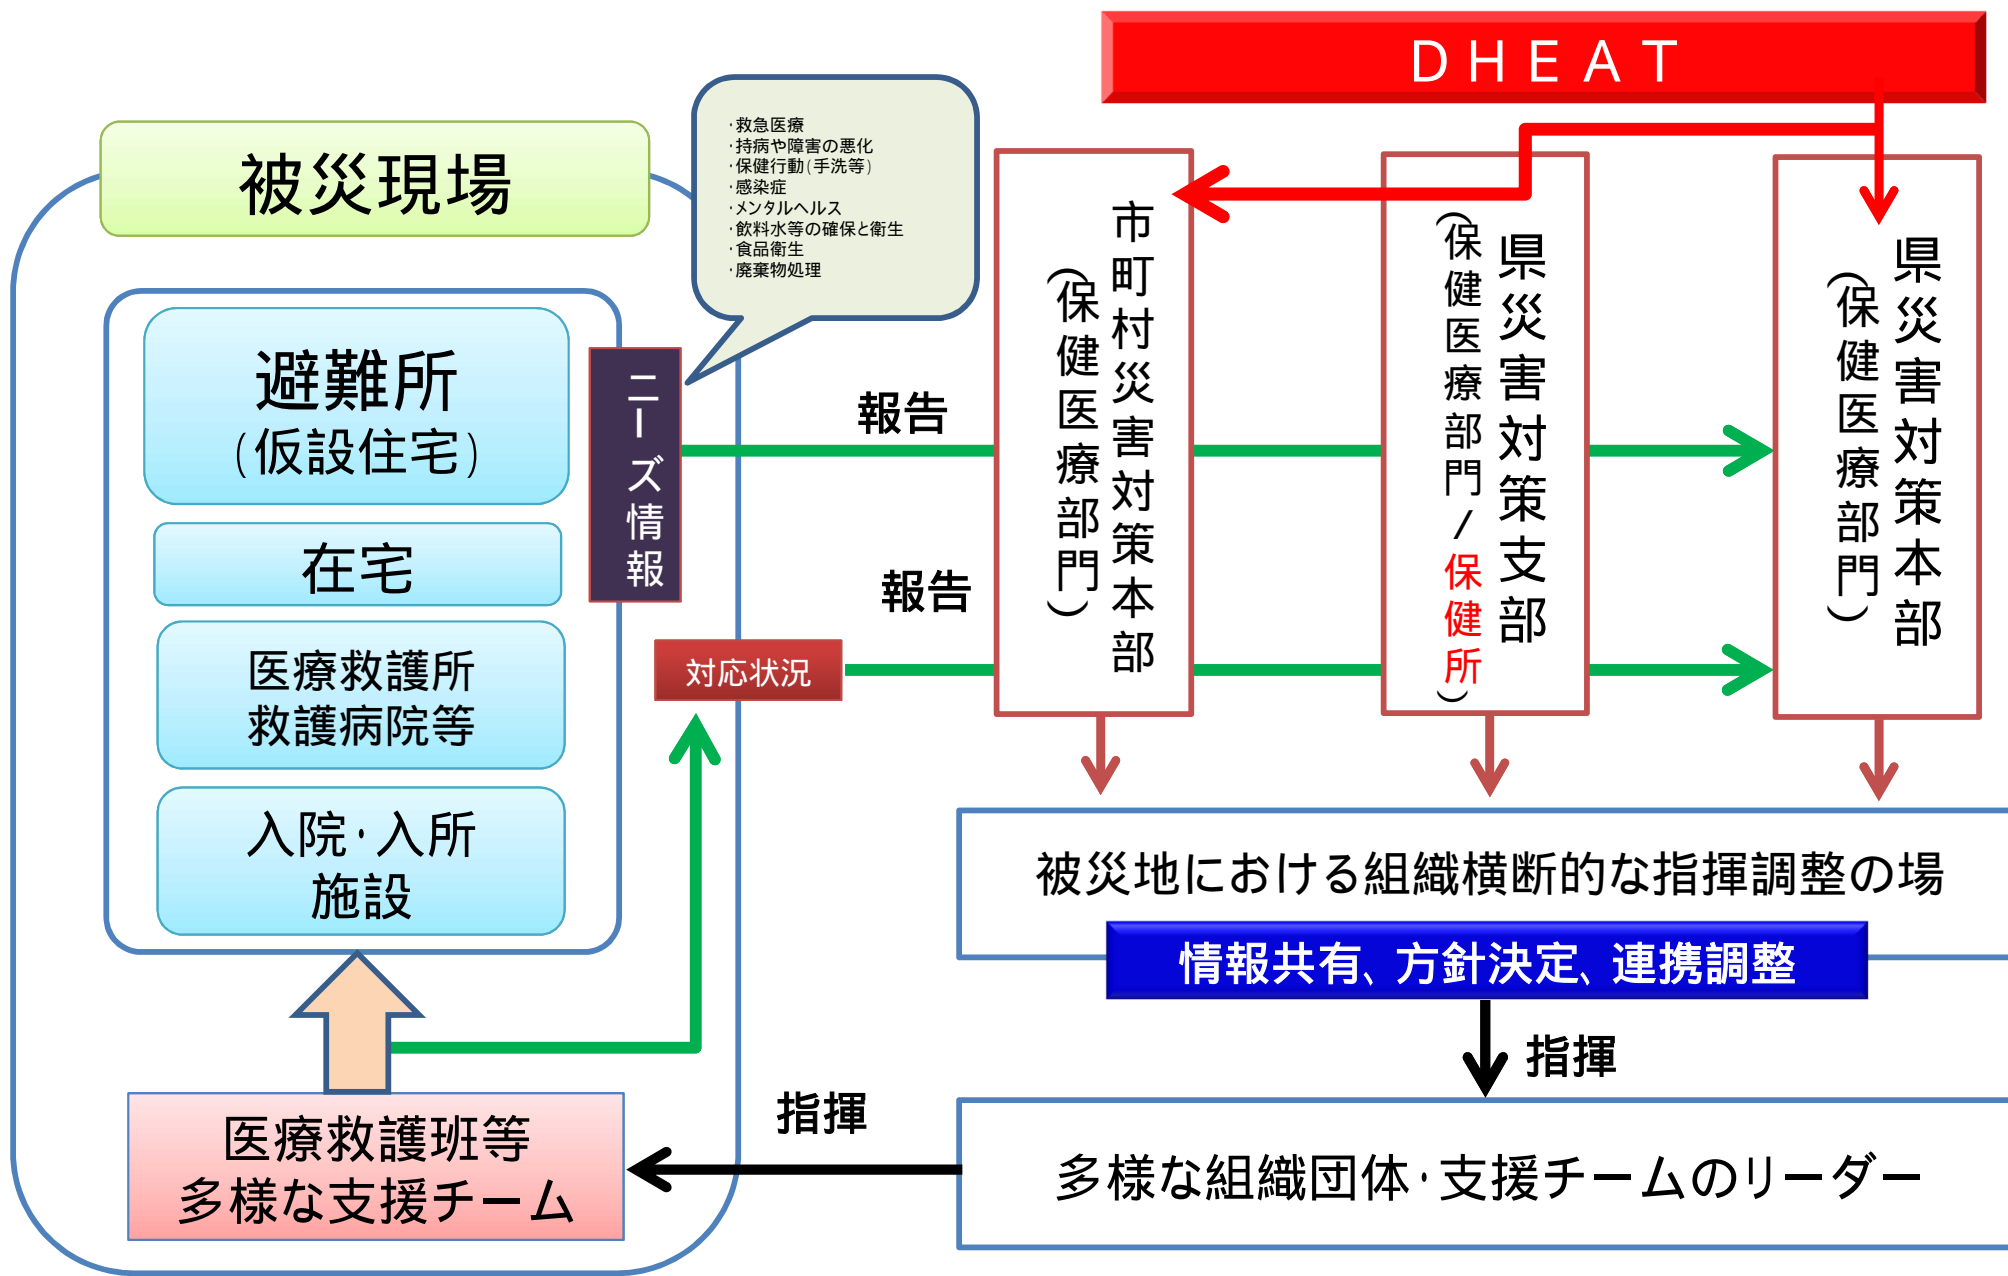 ＤＨＥＡＴ
被災現場
・救急医療
・持病や障害の悪化
・保健行動(手洗等)
・感染症
・メンタルヘルス
・飲料水等の確保と衛生
・食品衛生
・廃棄物処理
避難所
(仮設住宅)
在宅
医療救護所
救護病院等
入院・入所
施設
ニーズ情報
報告
報告
対応状況
市町村災害対策本部
(保健医療部門)
県災害対策支部
(保健医療部門/保健所)
県災害対策本部
(保健医療部門)
被災地における組織横断的な指揮調整の場
情報共有、方針決定、連携調整
指揮
指揮
医療救護班等
多様な支援チーム
多様な組織団体・支援チームのリーダー